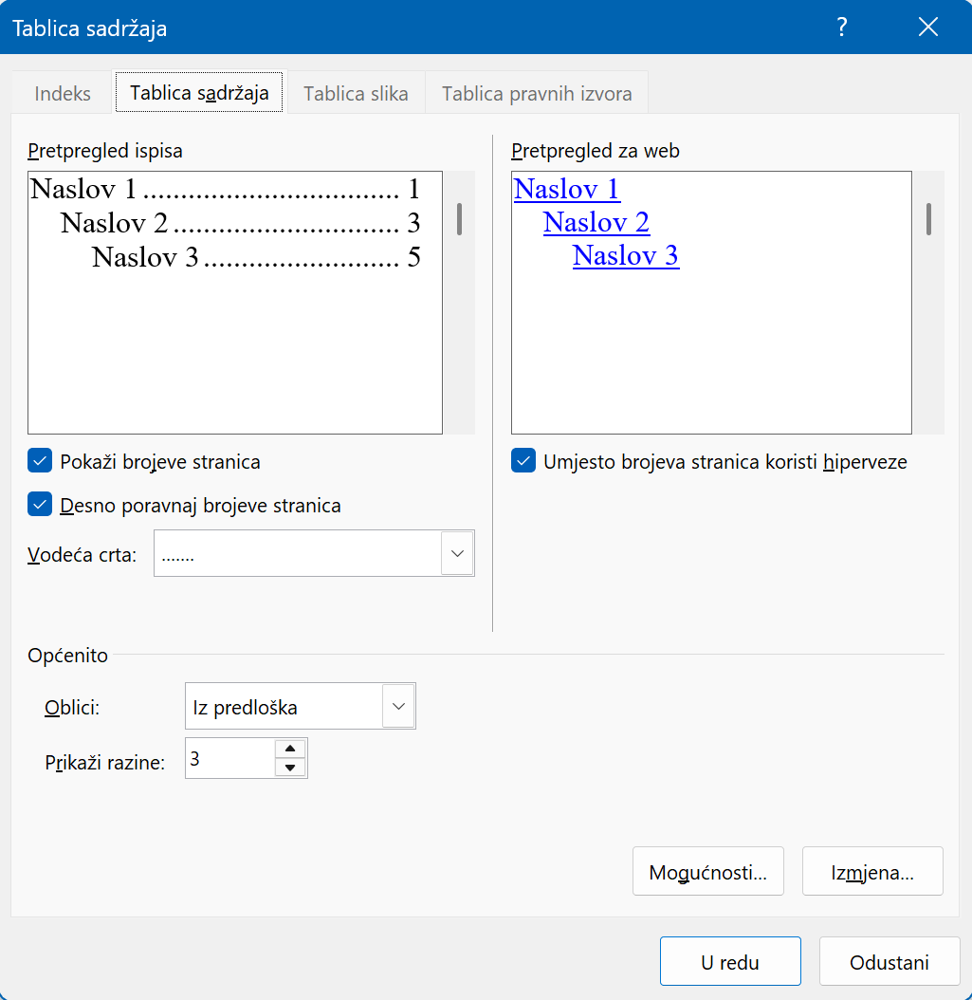 Tablica sadržaja ?
Indeks Tablica sadržaja Tablica slika Tablica pravnih izvora
Pretpregled ispisa
Naslov 1 .................................. 1
Naslov 2 .............................. 3
Naslov 3 .......................... 5
Pokaži brojeve stranica
Desno poravnaj brojeve stranica
Vodeća crta: .......
Pretpregled za web
Naslov 1
Naslov 2
Naslov 3
Umjesto brojeva stranica koristi hiperveze
Općenito
Oblici: Iz predloška
Prikaži razine: 3
Mogućnosti... Izmjena...
U redu Odustani